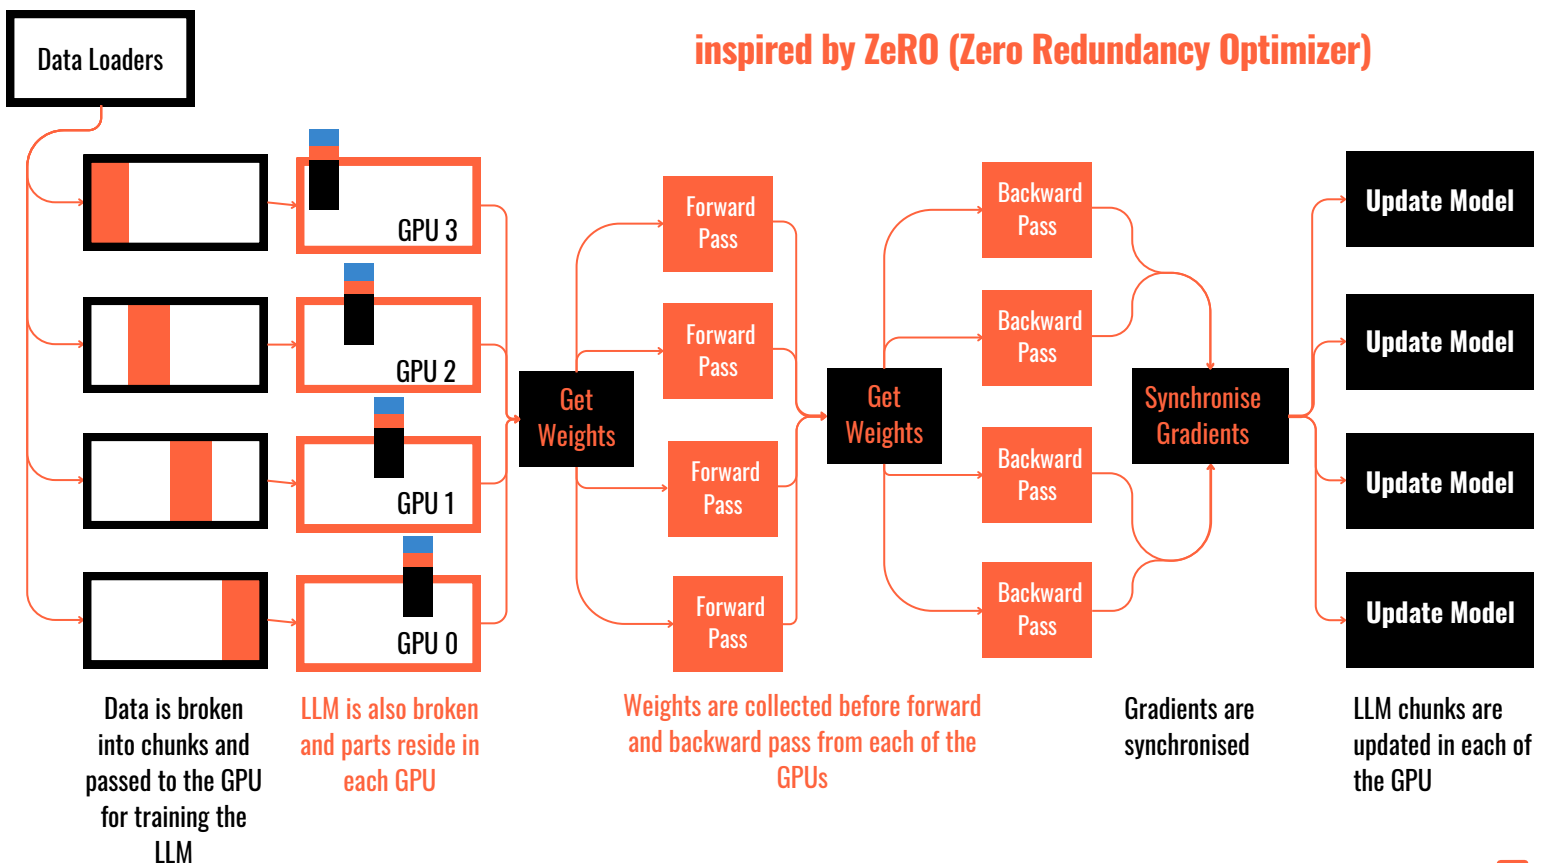 inspired by ZeRO (Zero Redundancy Optimizer)
Data Loaders
GPU 3
GPU 2
GPU 1
GPU 0
Get
Weights
Forward
Pass
Forward
Pass
Forward
Pass
Forward
Pass
Get
Weights
Backward
Pass
Backward
Pass
Backward
Pass
Backward
Pass
Synchronise
Gradients
Update Model
Update Model
Update Model
Update Model
Data is broken
into chunks and
passed to the GPU
for training the
LLM
LLM is also broken
and parts reside in
each GPU
Weights are collected before forward
and backward pass from each of the
GPUs
Gradients are
synchronised
LLM chunks are
updated in each of
the GPU